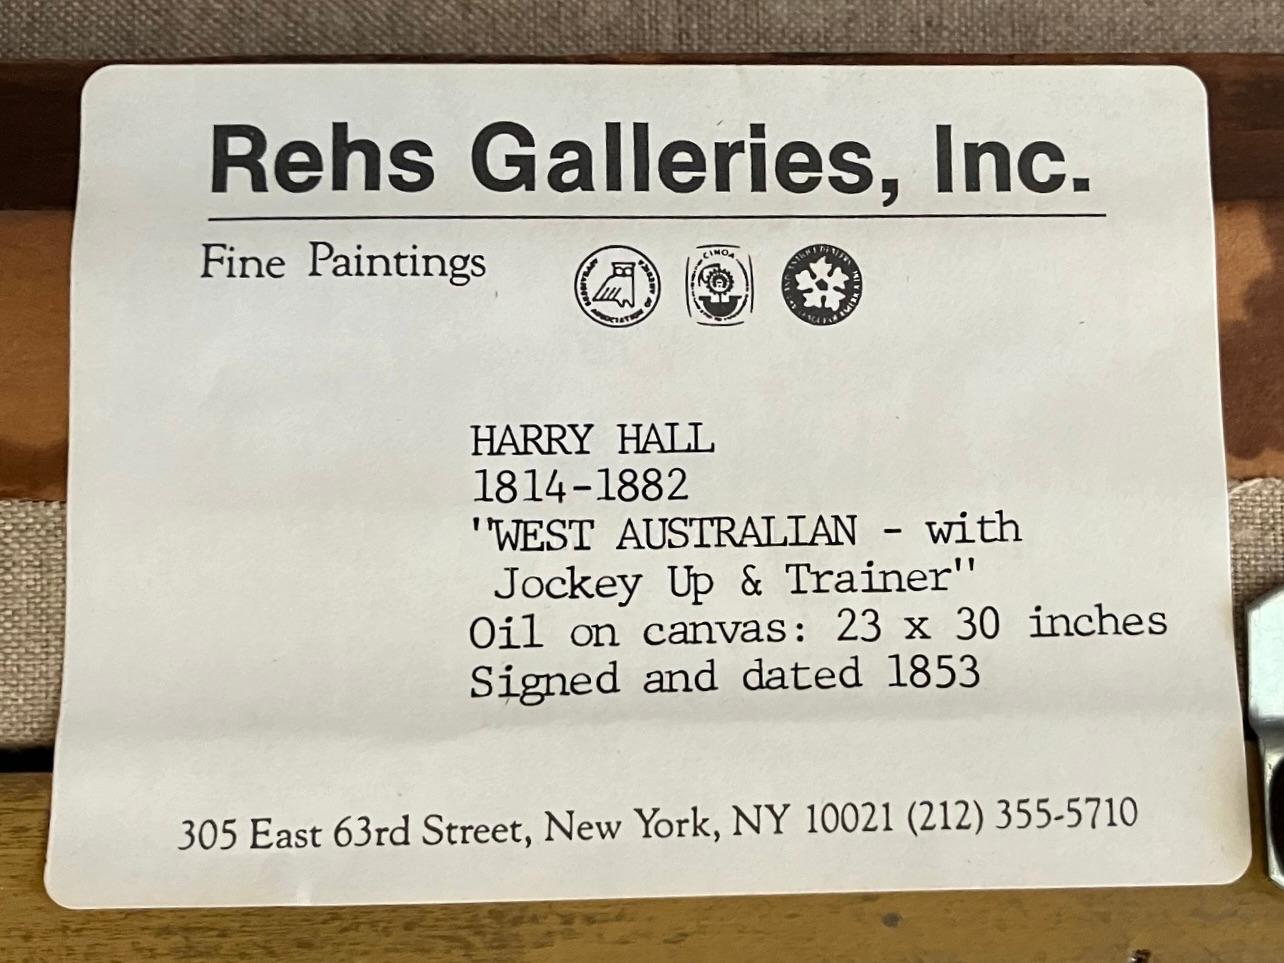 Rehs Galleries, Inc.
Fine Paintings
CINOA
HARRY HALL
1814-1882
"WEST AUSTRALIAN - with
Jockey Up & Trainer"
Oil on canvas: 23 x 30 inches
Signed and dated 1853
305 East 63rd Street, New York, NY 10021 (212) 355-5710